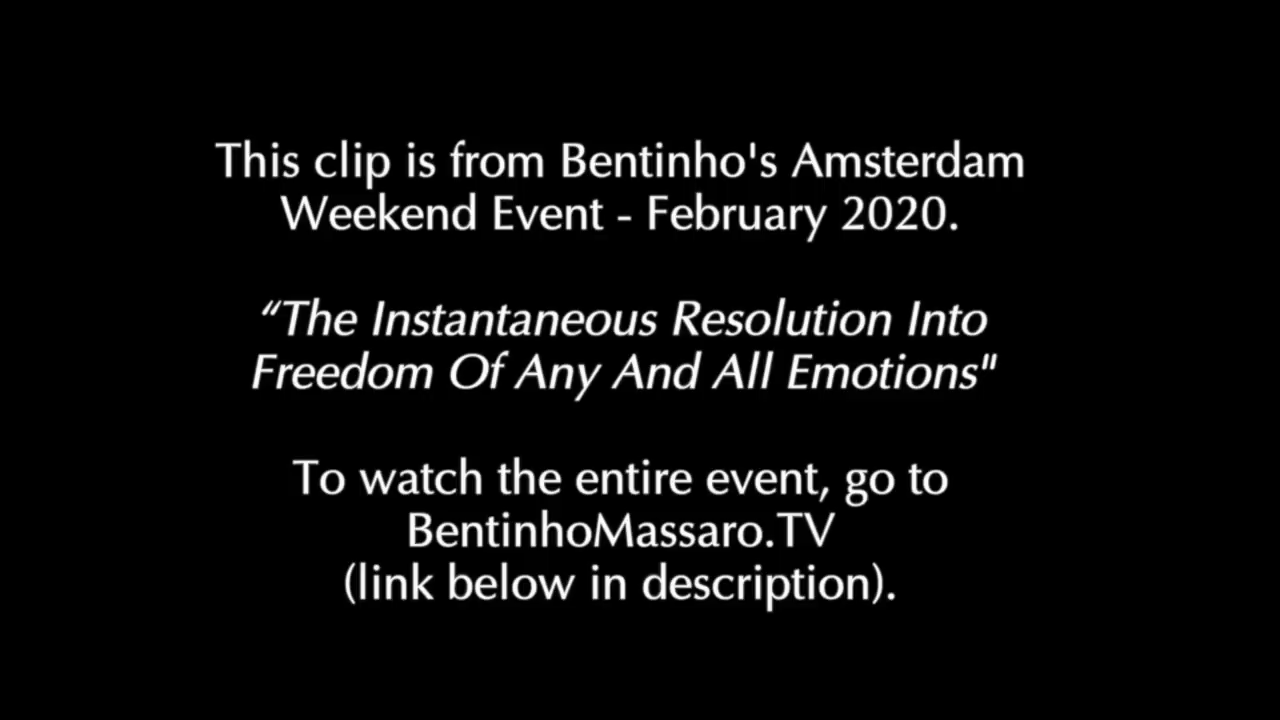 This clip is from Bentinho's Amsterdam
Weekend Event - February 2020.
“The Instantaneous Resolution Into
Freedom Of Any And All Emotions"
To watch the entire event, go to
BentinhoMassaro.TV
(link below in description).